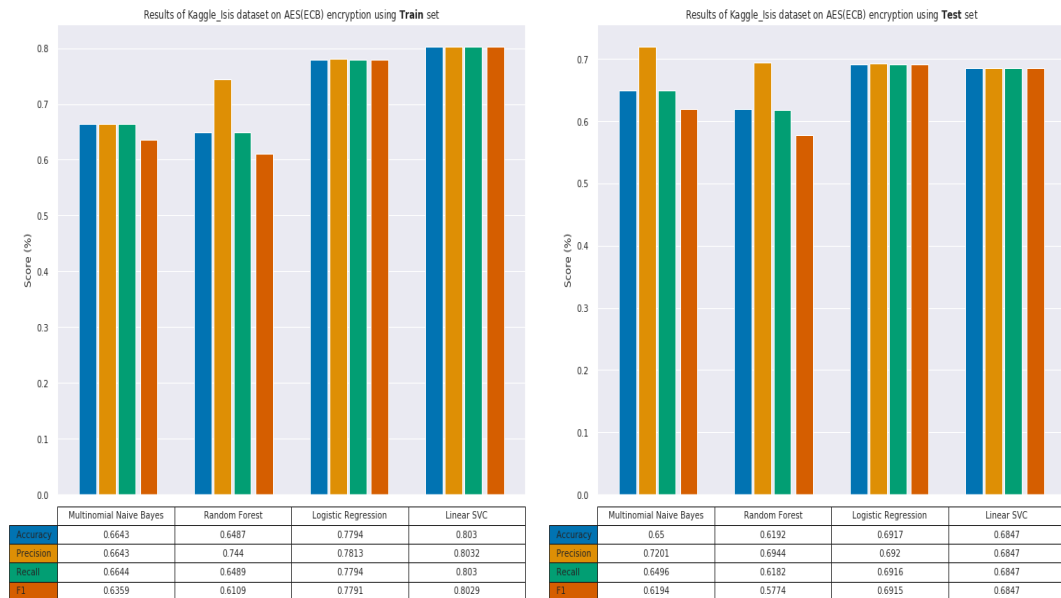 Results of Kaggle_Isis dataset on AES(ECB) encryption using Train set
0.8
0.7
0.6
0.5
0.4
0.3
0.2
0.1
0.0
Score (%)
Multinomial Naive Bayes Random Forest Logistic Regression Linear SVC
Accuracy 0.6643 0.6487 0.7794 0.803
Precision 0.6643 0.744 0.7813 0.8032
Recall 0.6644 0.6489 0.7794 0.803
F1 0.6359 0.6109 0.7791 0.8029
Results of Kaggle_Isis dataset on AES(ECB) encryption using Test set
0.7
0.6
0.5
0.4
0.3
0.2
0.1
0.0
Score (%)
Multinomial Naive Bayes Random Forest Logistic Regression Linear SVC
Accuracy 0.65 0.6192 0.6917 0.6847
Precision 0.7201 0.6944 0.692 0.6847
Recall 0.6496 0.6182 0.6916 0.6847
F1 0.6194 0.5774 0.6915 0.6847